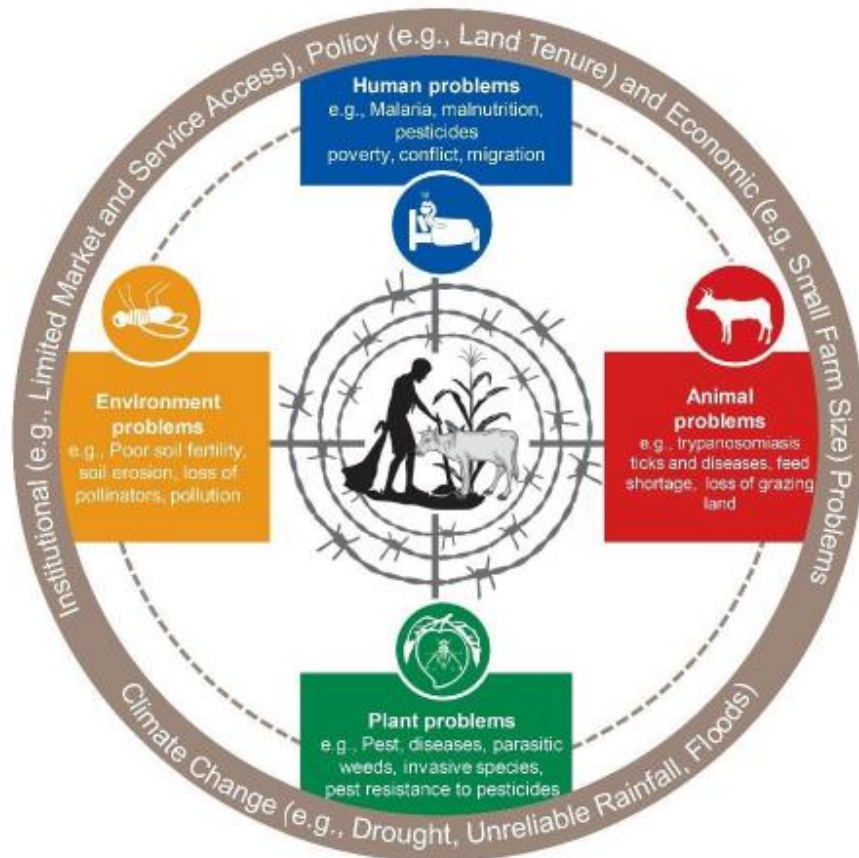 Institutional (e.g., Limited Market and Service Access), Policy (e.g., Land Tenure) and Economic (e.g. Small Farm Size) Problems
Human problems
e.g., Malaria, malnutrition,
pesticides
poverty, conflict, migration
Environment
problems
e.g., Poor soil fertility,
soil erosion, loss of
pollinators, pollution
Animal
problems
e.g., trypanosomiasis
ticks and diseases, feed
shortage, loss of grazing
land
Plant problems
e.g., Pest, diseases, parasitic
weeds, invasive species,
pest resistance to pesticides
Climate Change (e.g., Drought, Unreliable Rainfall, Floods)